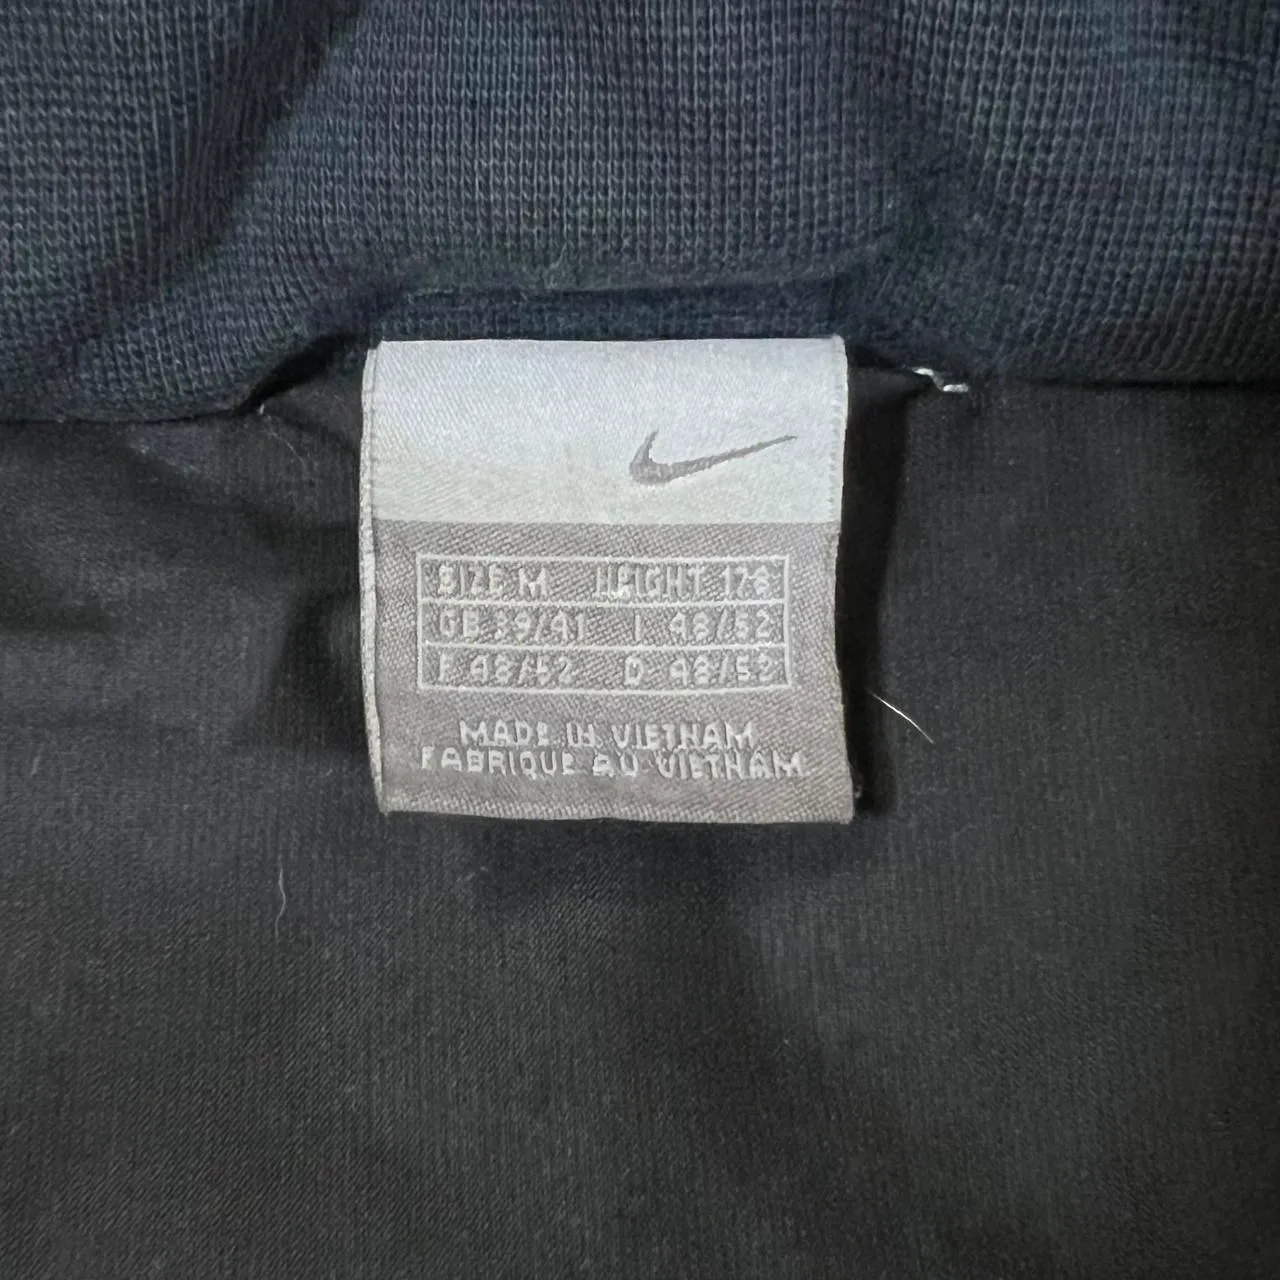 SIZE M HEIGHT 178
GB 39/41 I 48/52
F 48/52 D 48/52
MADE IN VIETNAM
FABRIQUE AU VIETNAM